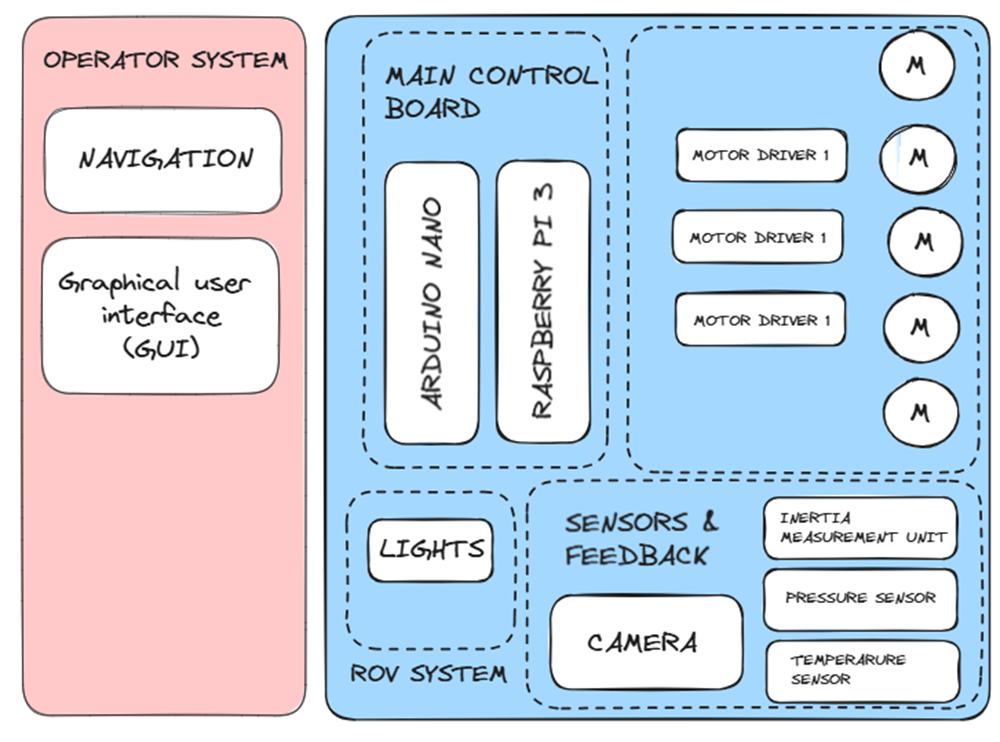 OPERATOR SYSTEM
NAVIGATION
Graphical user
interface
(GUI)
MAIN CONTROL
BOARD
ARDUINO NANO
RASPBERRY PI 3
MOTOR DRIVER 1
MOTOR DRIVER 1
MOTOR DRIVER 1
M
M
M
M
M
LIGHTS
ROV SYSTEM
SENSORS &
FEEDBACK
CAMERA
INERTIA
MEASUREMENT UNIT
PRESSURE SENSOR
TEMPERARURE
SENSOR